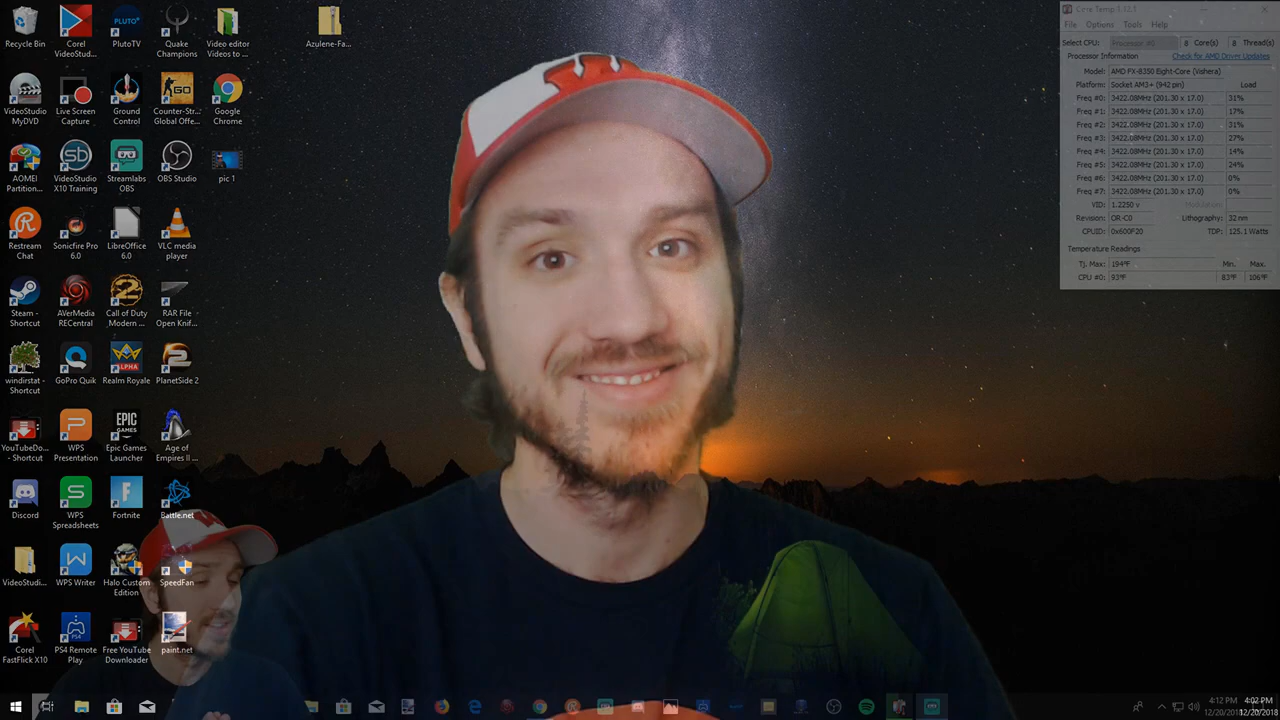 Recycle Bin
Corel
VideoStud...
PlutoTV
Quake
Champions
Video editor
Videos to ...
Azulene-Fa...
VideoStudio
MyDVD
Live Screen
Capture
Ground
Control
Counter-Str...
Global Offe...
Google
Chrome
AOMEI
Partition...
VideoStudio
X10 Training
Streamlabs
OBS
OBS Studio
pic 1
Restream
Chat
Sonicfire Pro
6.0
LibreOffice
6.0
VLC media
player
Steam -
Shortcut
AVerMedia
RECentral
Call of Duty
Modern ...
RAR File
Open Knif...
windirstat -
Shortcut
GoPro Quik
Realm Royale
PlanetSide 2
YouTubeDo...
- Shortcut
WPS
Presentation
Epic Games
Launcher
Age of
Empires II ...
Discord
WPS
Spreadsheets
Fortnite
Battle.net
VideoStudi...
WPS Writer
Halo Custom
Edition
SpeedFan
Corel
FastFlick X10
PS4 Remote
Play
Free YouTube
Downloader
paint.net
File Options Tools Help
Select CPU: Processor #0 8 Core(s) 8 Thread(s)
Processor Information Check for AMD Driver Updates
Model: AMD FX-8350 Eight-Core (Vishera)
Platform: Socket AM3+ (942 pin) Load
Freq #0: 3422.08MHz (201.30 x 17.0) 31%
Freq #1: 3422.08MHz (201.30 x 17.0) 17%
Freq #2: 3422.08MHz (201.30 x 17.0) 31%
Freq #3: 3422.08MHz (201.30 x 17.0) 27%
Freq #4: 3422.08MHz (201.30 x 17.0) 14%
Freq #5: 3422.08MHz (201.30 x 17.0) 24%
Freq #6: 3422.08MHz (201.30 x 17.0) 0%
Freq #7: 3422.08MHz (201.30 x 17.0) 0%
VID: 1.2250 v Modulation:
Revision: OR-C0 Lithography: 32 nm
CPUID: 0x600F20 TDP: 125.1 Watts
Temperature Readings
Tj. Max: 194°F Min. Max.
CPU #0: 93°F 83°F 106°F
4:12 PM 4:02 PM
12/20/2018